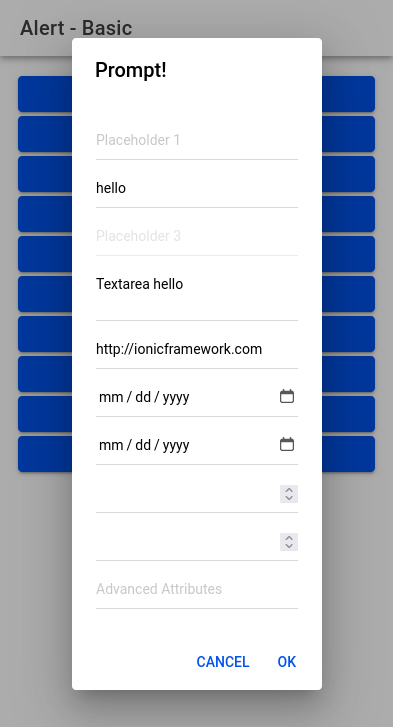 Alert - Basic
Prompt!
Placeholder 1
hello
Placeholder 3
Textarea hello
http://ionicframework.com
mm / dd / yyyy
mm / dd / yyyy
Advanced Attributes
CANCEL OK